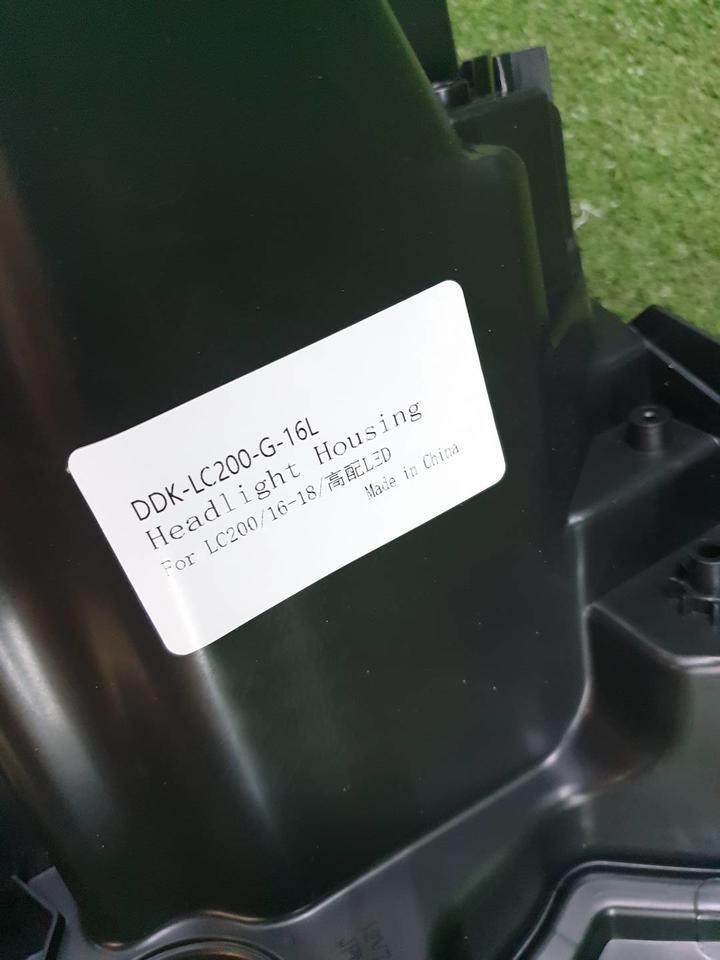 DDK-LC200-G-16L
Headlight Housing
For LC200/16-18/高配LED
Made in China